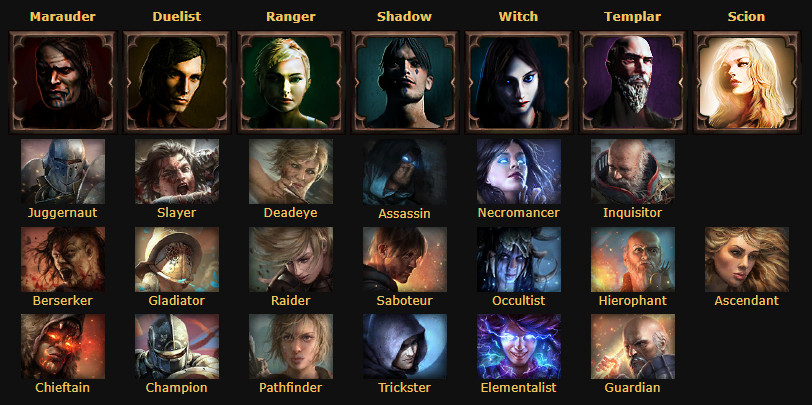 Marauder Duelist Ranger Shadow Witch Templar Scion
Juggernaut Slayer Deadeye Assassin Necromancer Inquisitor
Berserker Gladiator Raider Saboteur Occultist Hierophant Ascendant
Chieftain Champion Pathfinder Trickster Elementalist Guardian